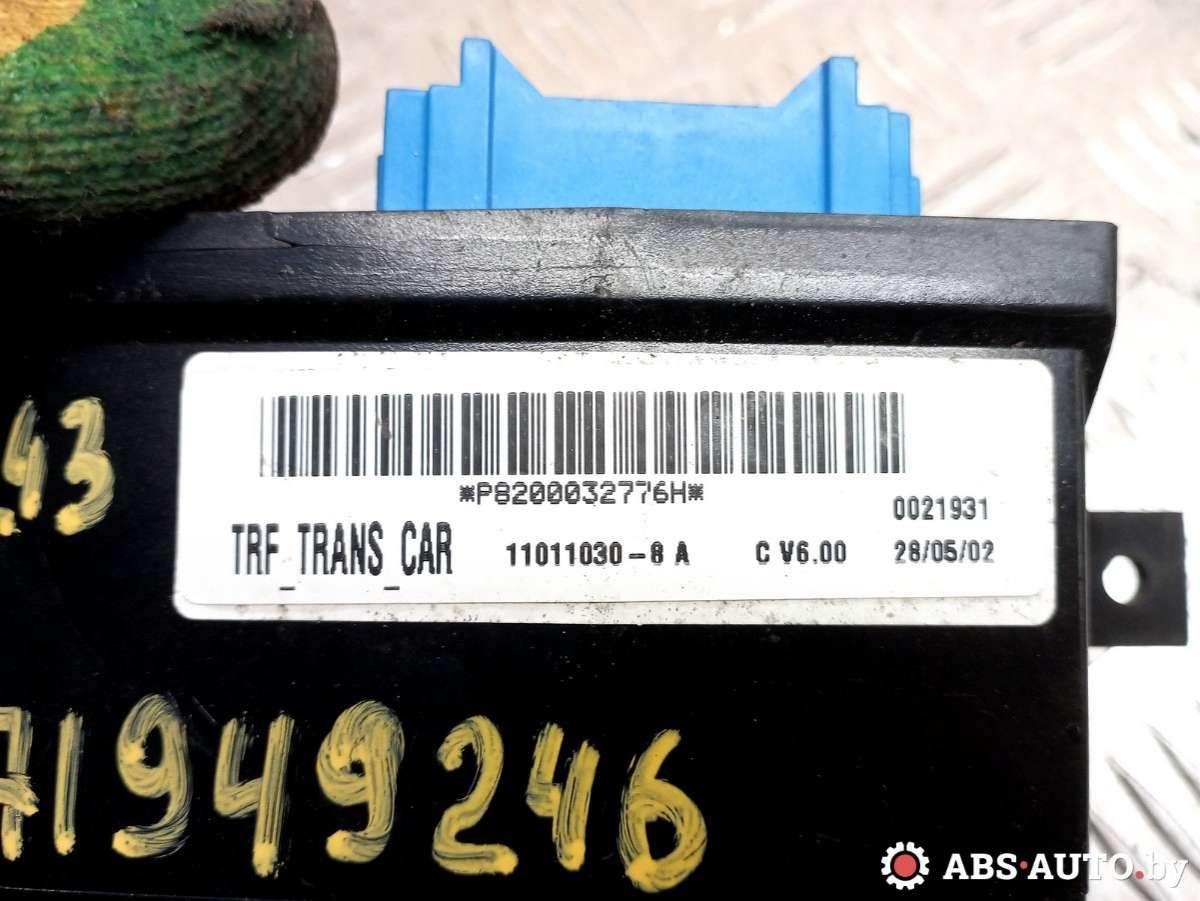 *P8200032776H*
0021931
TRF_TRANS_CAR 11011030-8 A C V6.00 28/05/02
43
71949246
ABS-AUTO.by